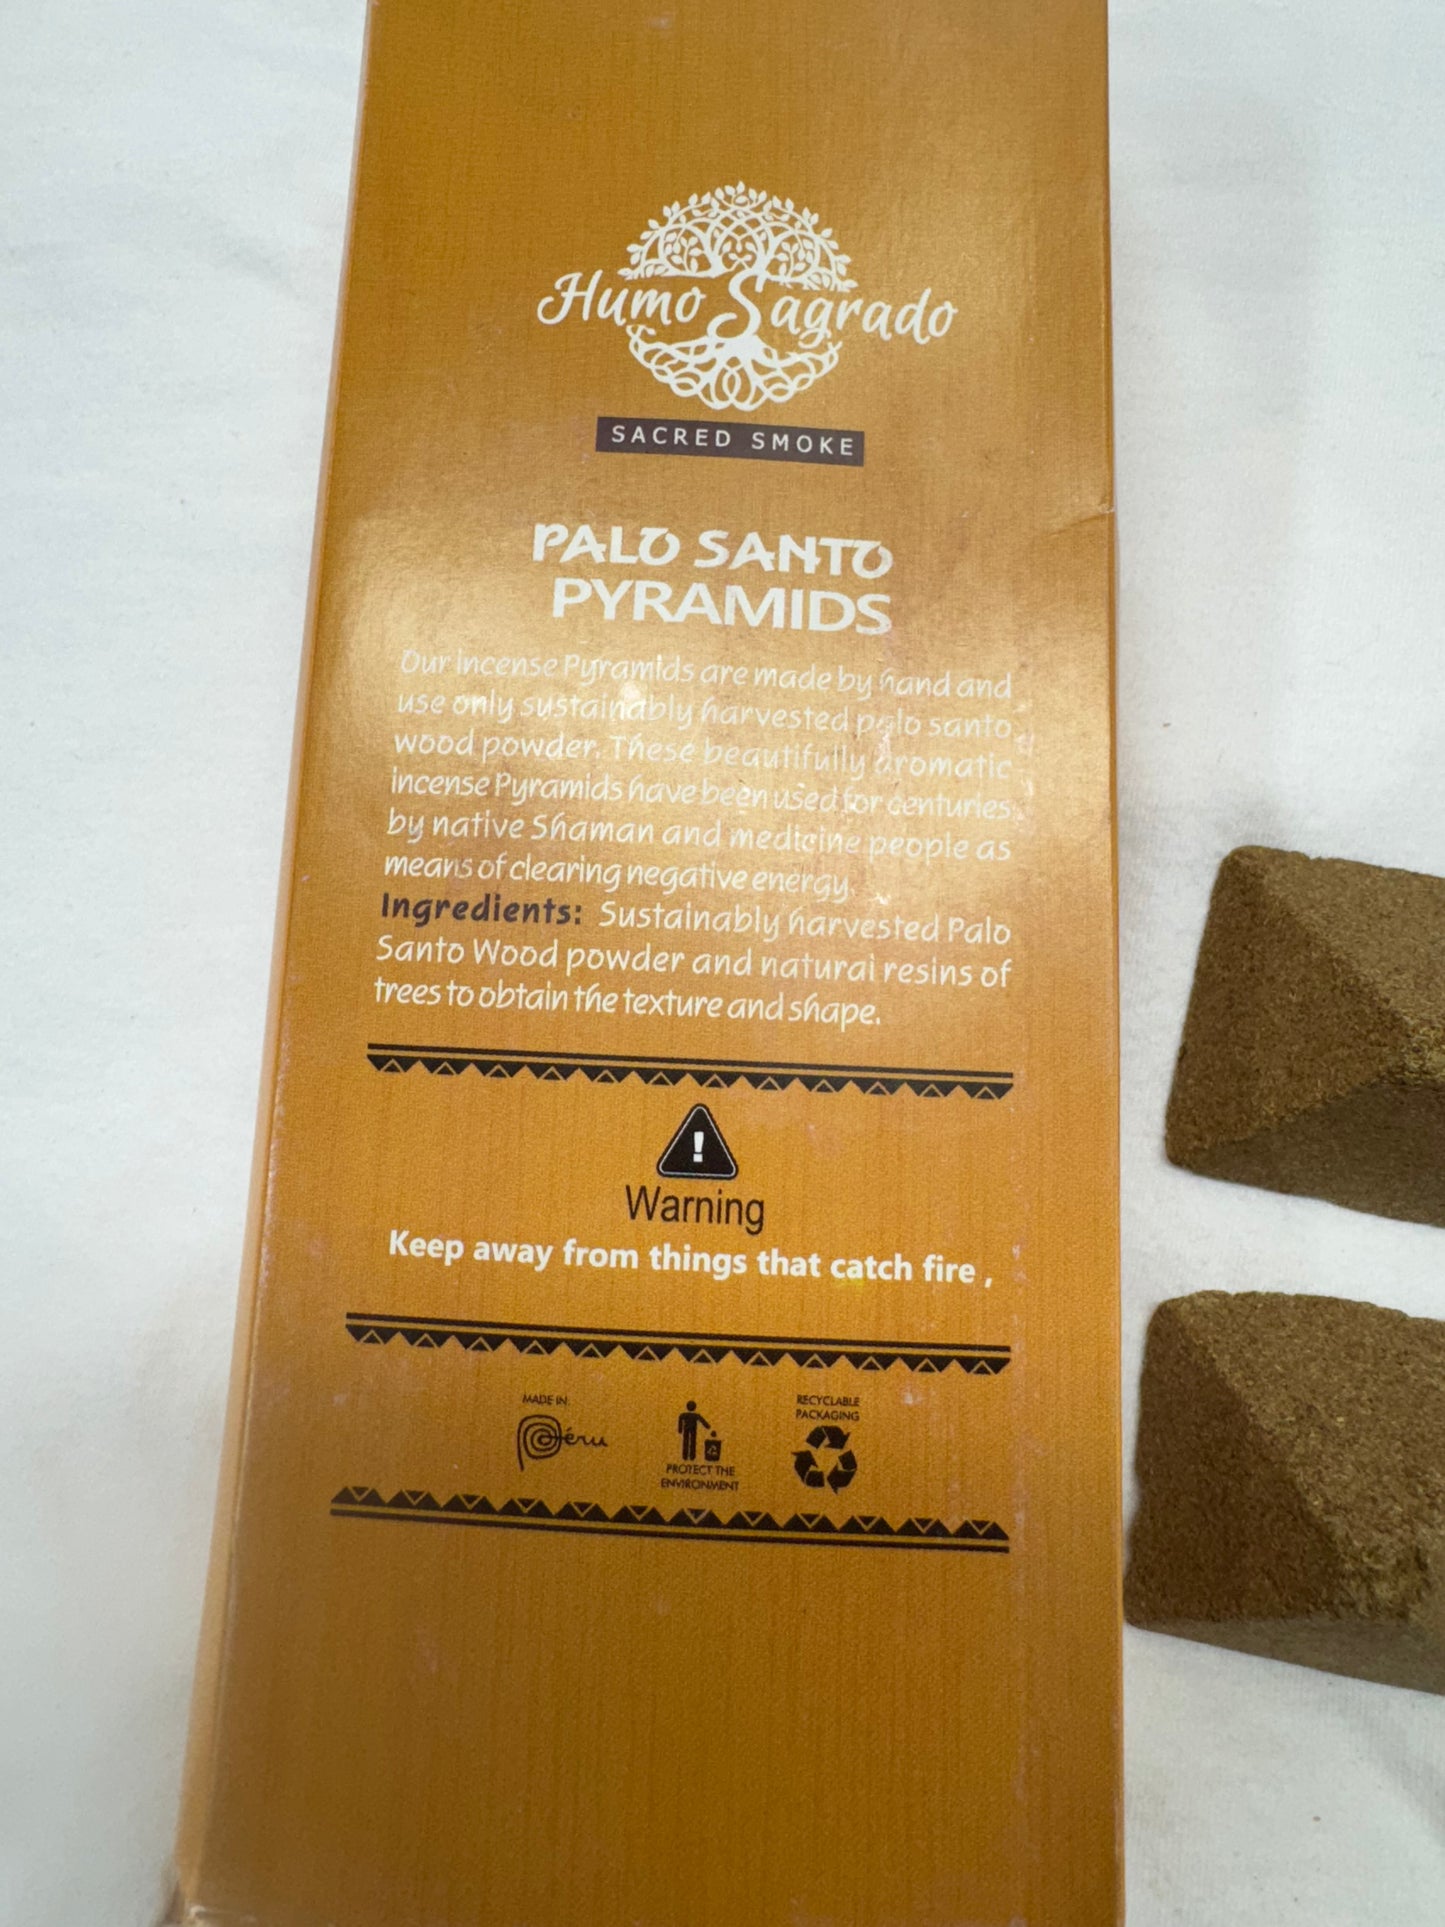 Humo Sagrado
SACRED SMOKE
PALO SANTO
PYRAMIDS
Our incense Pyramids are made by hand and
use only sustainably harvested palo santo
wood powder. These beautifully aromatic
incense Pyramids have been used for centuries
by native Shaman and medicine people as
means of clearing negative energy.
Ingredients: Sustainably harvested Palo
Santo Wood powder and natural resins of
trees to obtain the texture and shape.
!
Warning
Keep away from things that catch fire ,
MADE IN
Perú
PROTECT THE
ENVIRONMENT
RECYCLABLE
PACKAGING